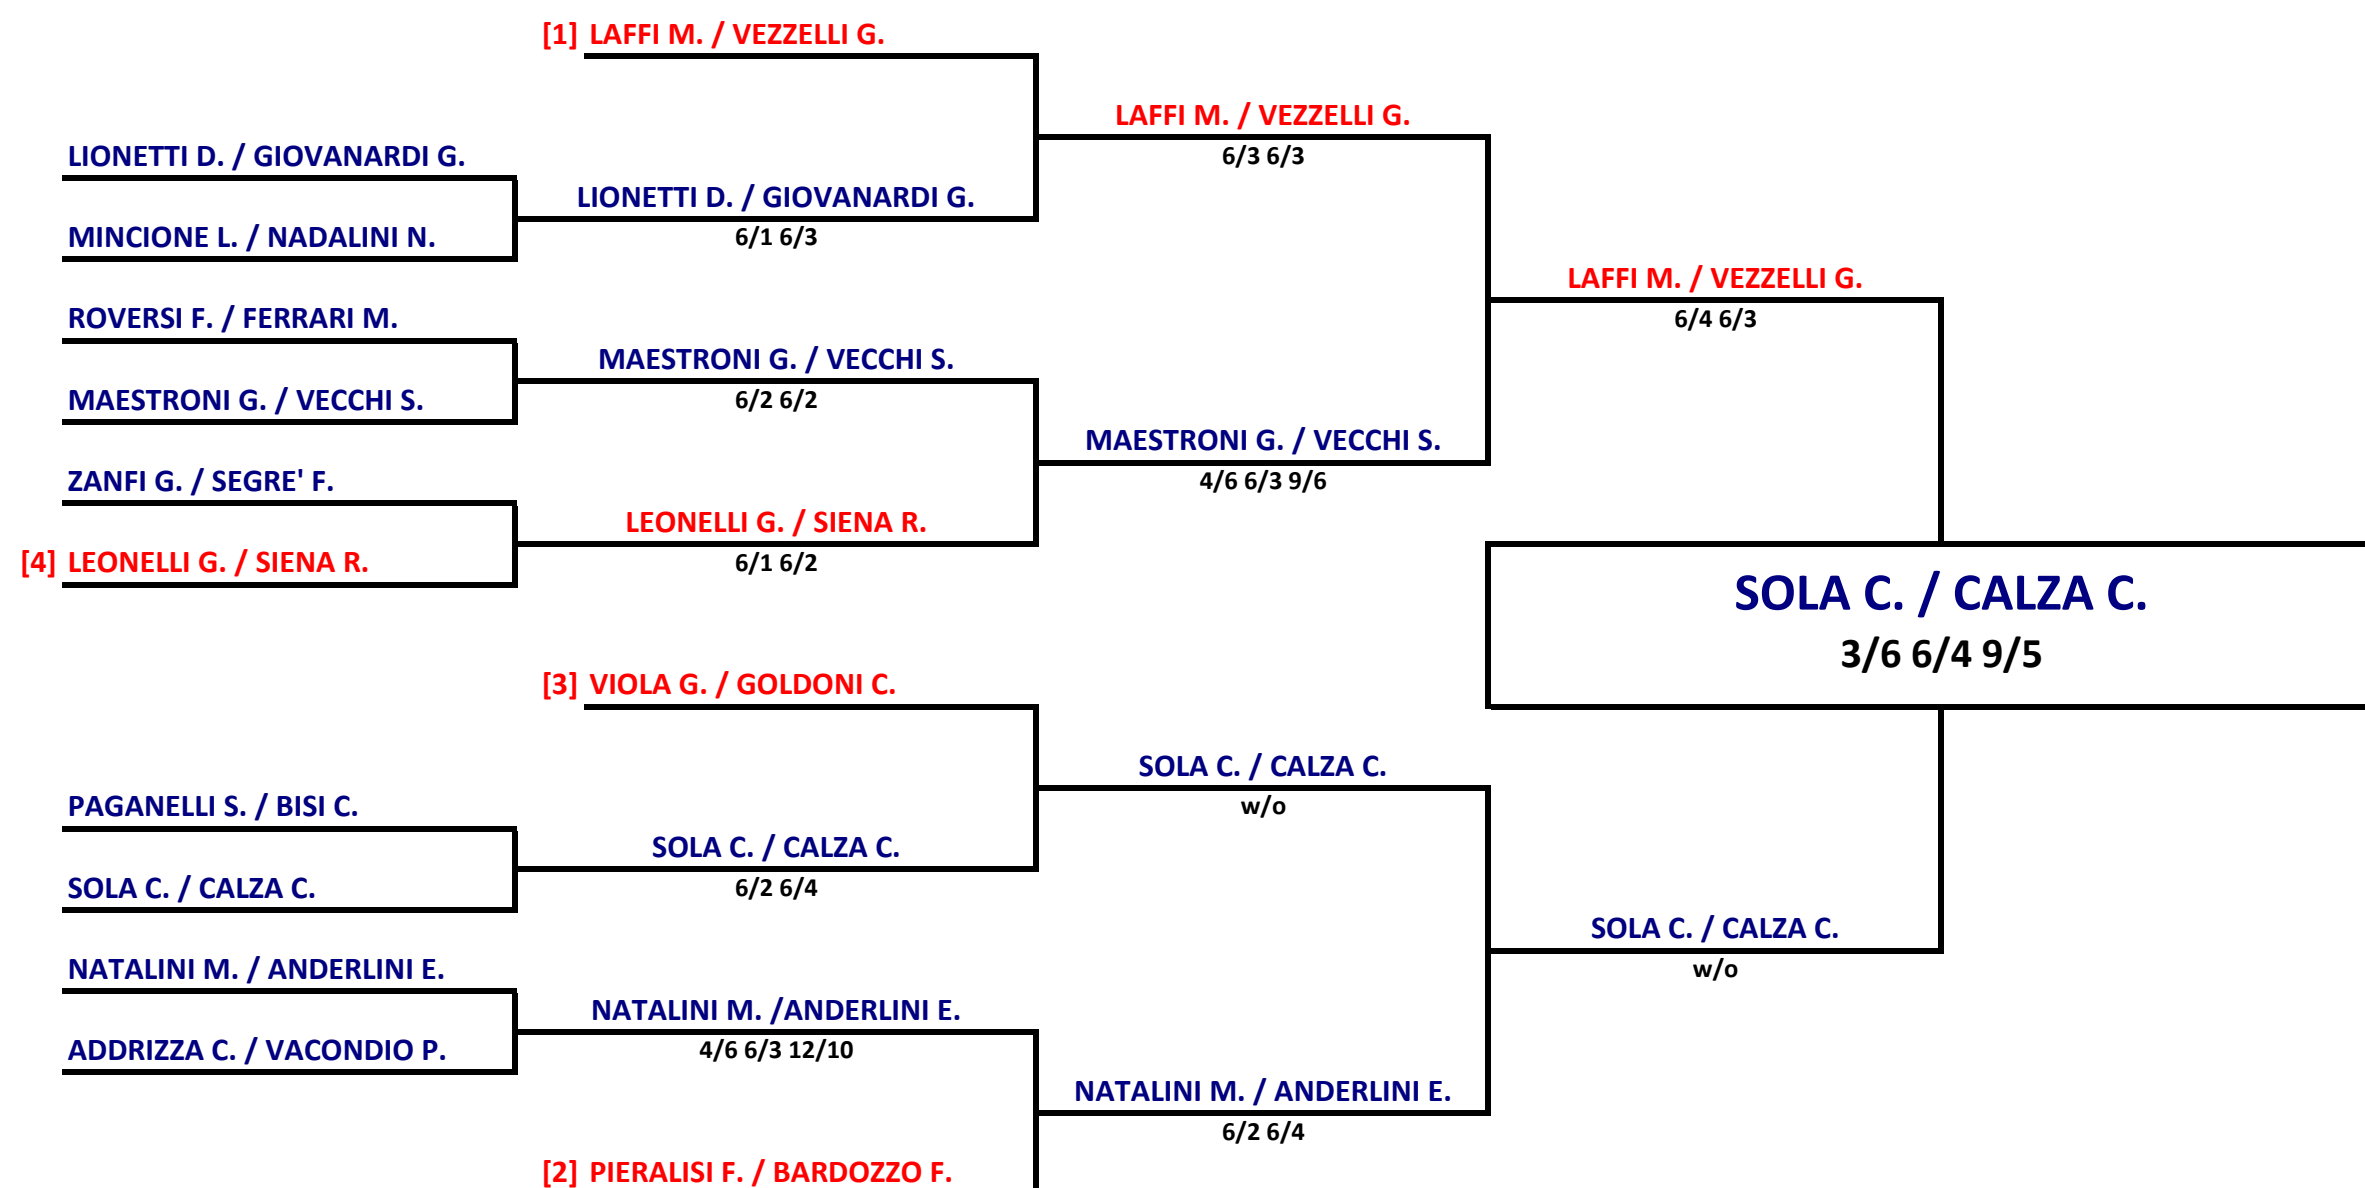 [1] LAFFI M. / VEZZELLI G.
LAFFI M. / VEZZELLI G.
6/3 6/3
LIONETTI D. / GIOVANARDI G.
LIONETTI D. / GIOVANARDI G.
6/1 6/3
MINCIONE L. / NADALINI N.
LAFFI M. / VEZZELLI G.
6/4 6/3
ROVERSI F. / FERRARI M.
MAESTRONI G. / VECCHI S.
6/2 6/2
MAESTRONI G. / VECCHI S.
MAESTRONI G. / VECCHI S.
4/6 6/3 9/6
ZANFI G. / SEGRE' F.
LEONELLI G. / SIENA R.
6/1 6/2
[4] LEONELLI G. / SIENA R.
SOLA C. / CALZA C.
3/6 6/4 9/5
[3] VIOLA G. / GOLDONI C.
SOLA C. / CALZA C.
w/o
PAGANELLI S. / BISI C.
SOLA C. / CALZA C.
6/2 6/4
SOLA C. / CALZA C.
SOLA C. / CALZA C.
w/o
NATALINI M. / ANDERLINI E.
NATALINI M. /ANDERLINI E.
4/6 6/3 12/10
ADDRIZZA C. / VACONDIO P.
NATALINI M. / ANDERLINI E.
6/2 6/4
[2] PIERALISI F. / BARDOZZO F.